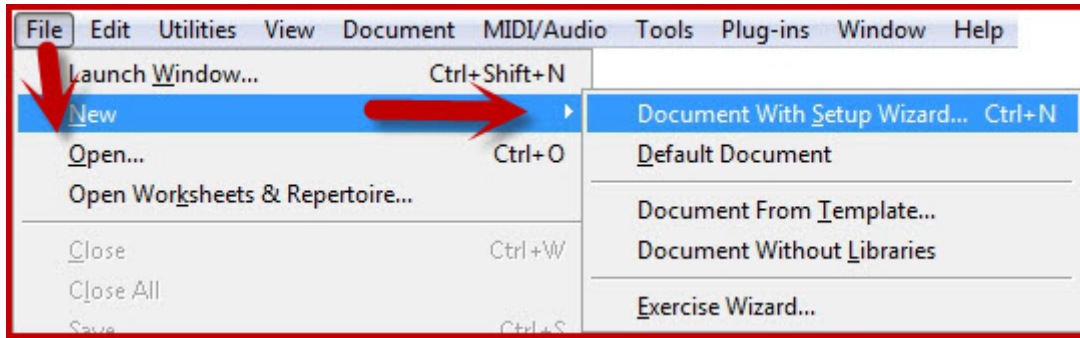 File Edit Utilities View Document MIDI/Audio Tools Plug-ins Window Help
Launch Window... Ctrl+Shift+N
New
Open... Ctrl+O
Open Worksheets & Repertoire...
Close Ctrl+W
Close All
Save Ctrl+S
Document With Setup Wizard... Ctrl+N
Default Document
Document From Template...
Document Without Libraries
Exercise Wizard...